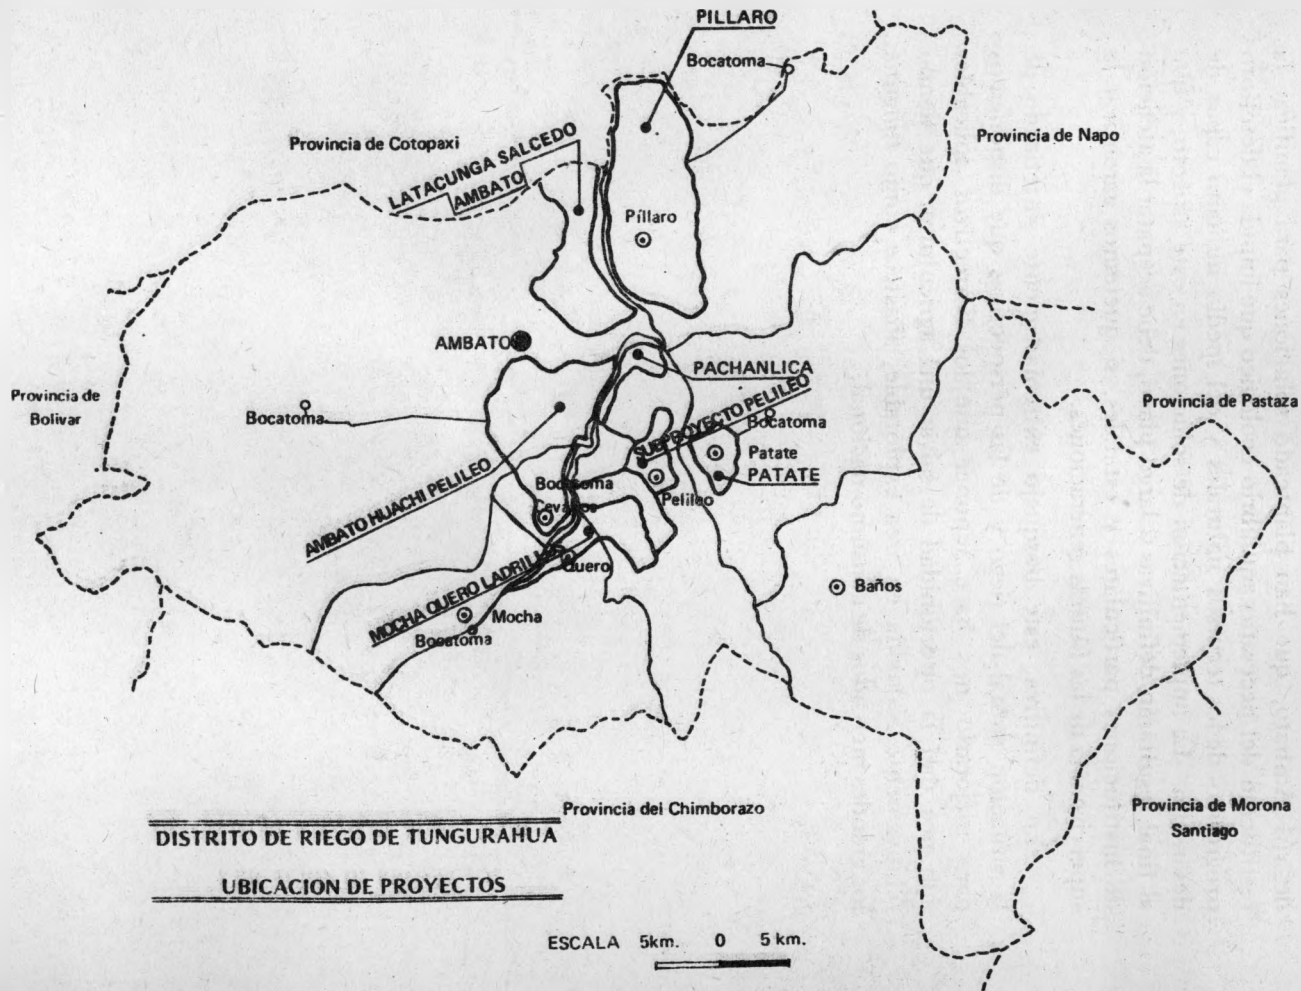 PILLARO
Bocatoma
Provincia de Cotopaxi
Provincia de Napo
LATACUNGA SALCEDO
AMBATO
Píllaro
AMBATO
PACHANLICA
Provincia de
Bolivar
Bocatoma
SUBPROYECTO PELILEO
Bocatoma
Provincia de Pastaza
Patate
PATATE
Pelileo
AMBATO HUACHI PELILEO
Bocatoma
Cevallos
MOCHA QUERO LADRILLO
Quero
Baños
Mocha
Bocatoma
Provincia del Chimborazo
Provincia de Morona
Santiago
DISTRITO DE RIEGO DE TUNGURAHUA
UBICACION DE PROYECTOS
ESCALA 5km. 0 5 km.